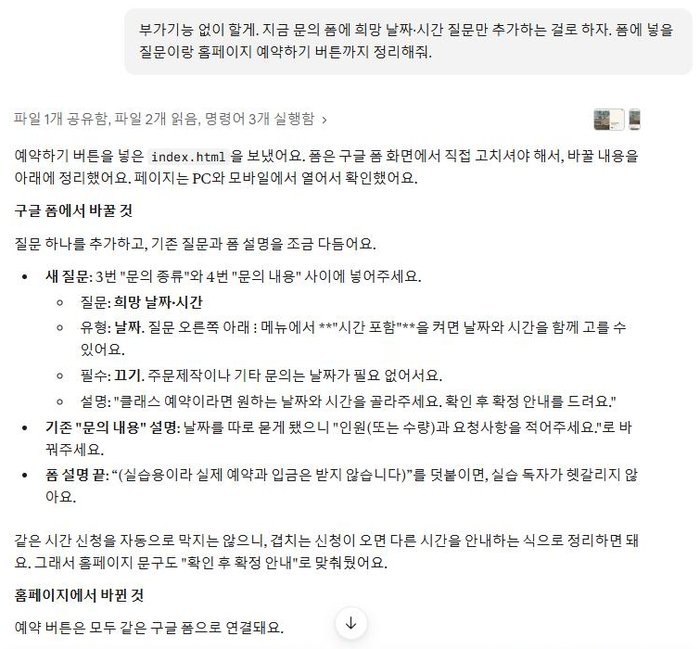 부가기능 없이 할게. 지금 문의 폼에 희망 날짜·시간 질문만 추가하는 걸로 하자. 폼에 넣을
질문이랑 홈페이지 예약하기 버튼까지 정리해줘.
파일 1개 공유함, 파일 2개 읽음, 명령어 3개 실행함 >
예약하기 버튼을 넣은 index.html 을 보냈어요. 폼은 구글 폼 화면에서 직접 고치셔야 해서, 바꿀 내용을
아래에 정리했어요. 페이지는 PC와 모바일에서 열어서 확인했어요.
구글 폼에서 바꿀 것
질문 하나를 추가하고, 기존 질문과 폼 설명을 조금 다듬어요.
• 새 질문: 3번 "문의 종류"와 4번 "문의 내용" 사이에 넣어주세요.
◦ 질문: 희망 날짜·시간
◦ 유형: 날짜. 질문 오른쪽 아래 ⋮ 메뉴에서 **"시간 포함"**을 켜면 날짜와 시간을 함께 고를 수
있어요.
◦ 필수: 끄기. 주문제작이나 기타 문의는 날짜가 필요 없어서요.
◦ 설명: "클래스 예약이라면 원하는 날짜와 시간을 골라주세요. 확인 후 확정 안내를 드려요."
• 기존 "문의 내용" 설명: 날짜를 따로 묻게 됐으니 "인원(또는 수량)과 요청사항을 적어주세요."로 바
꿔주세요.
• 폼 설명 끝: “(실습용이라 실제 예약과 입금은 받지 않습니다)”를 덧붙이면, 실습 독자가 헷갈리지 않
아요.
같은 시간 신청을 자동으로 막지는 않으니, 겹치는 신청이 오면 다른 시간을 안내하는 식으로 정리하면 돼
요. 그래서 홈페이지 문구도 "확인 후 확정 안내"로 맞춰뒀어요.
홈페이지에서 바뀐 것
예약 버튼은 모두 같은 구글 폼으로 연결돼요.